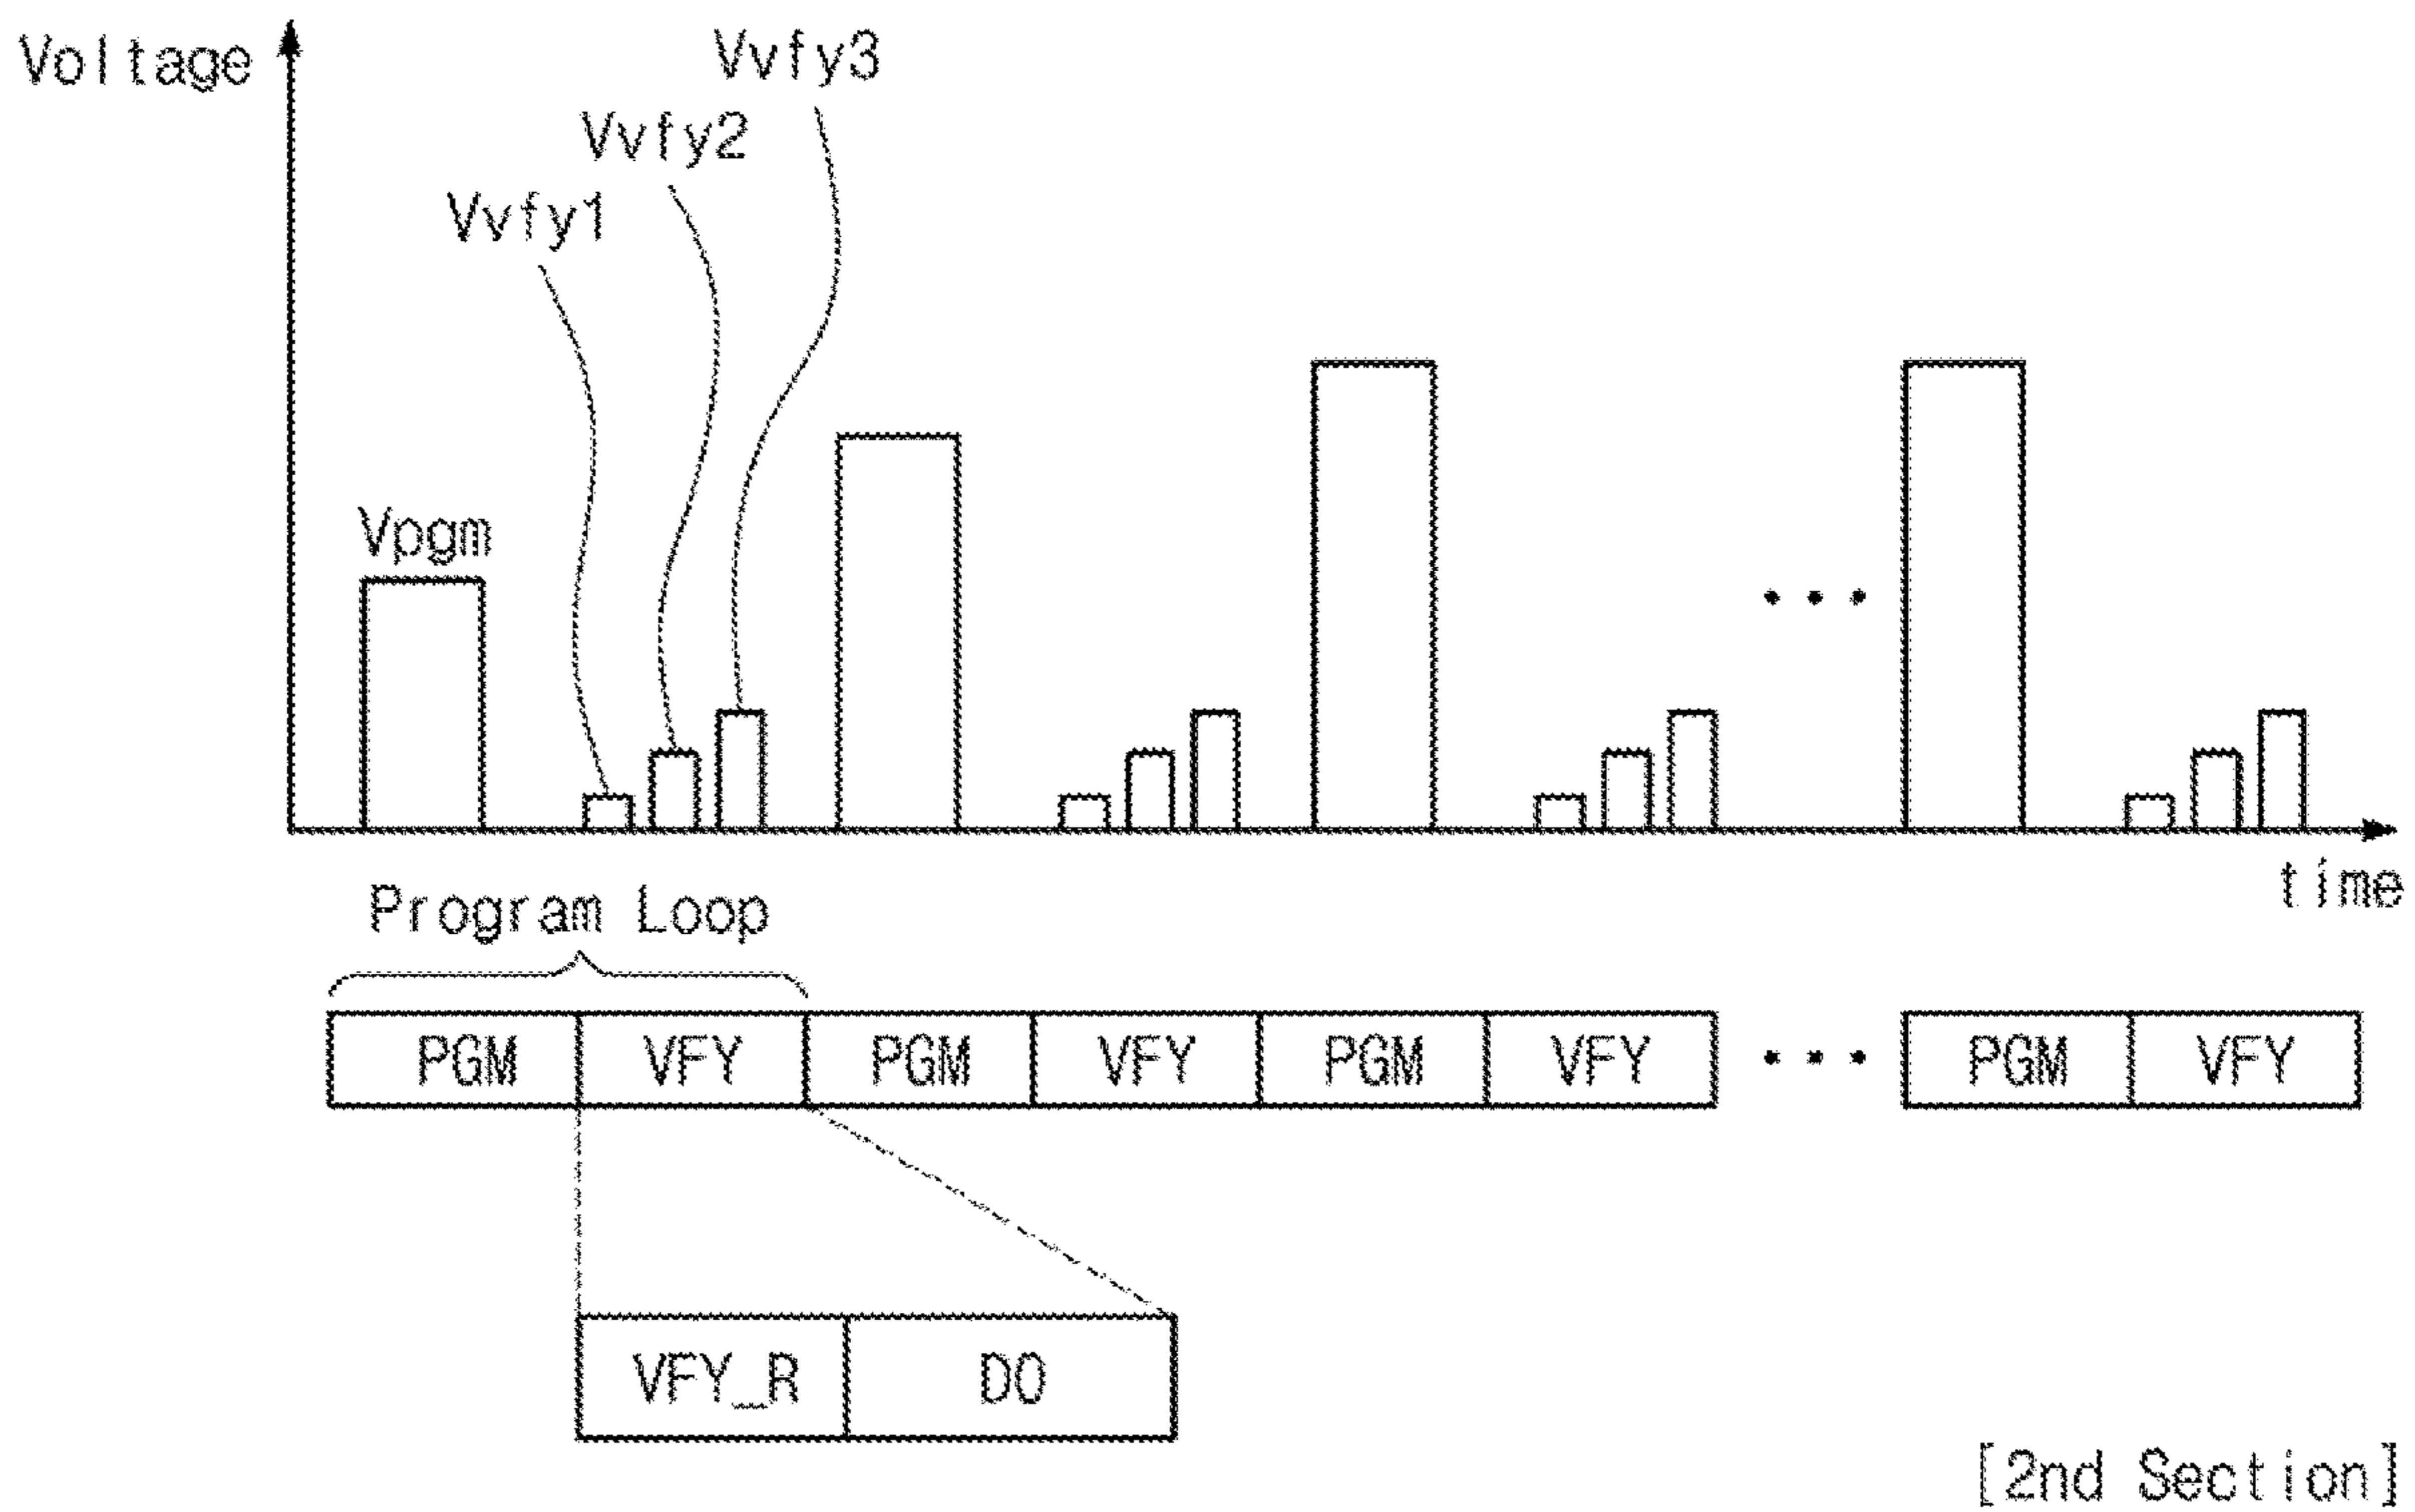 Voltage
Vvfy3
Vvfy2
Vvfy1
Vpgm
...
time
Program Loop
PGM VFY PGM VFY PGM VFY ... PGM VFY
VFY_R DO
[2nd Section]